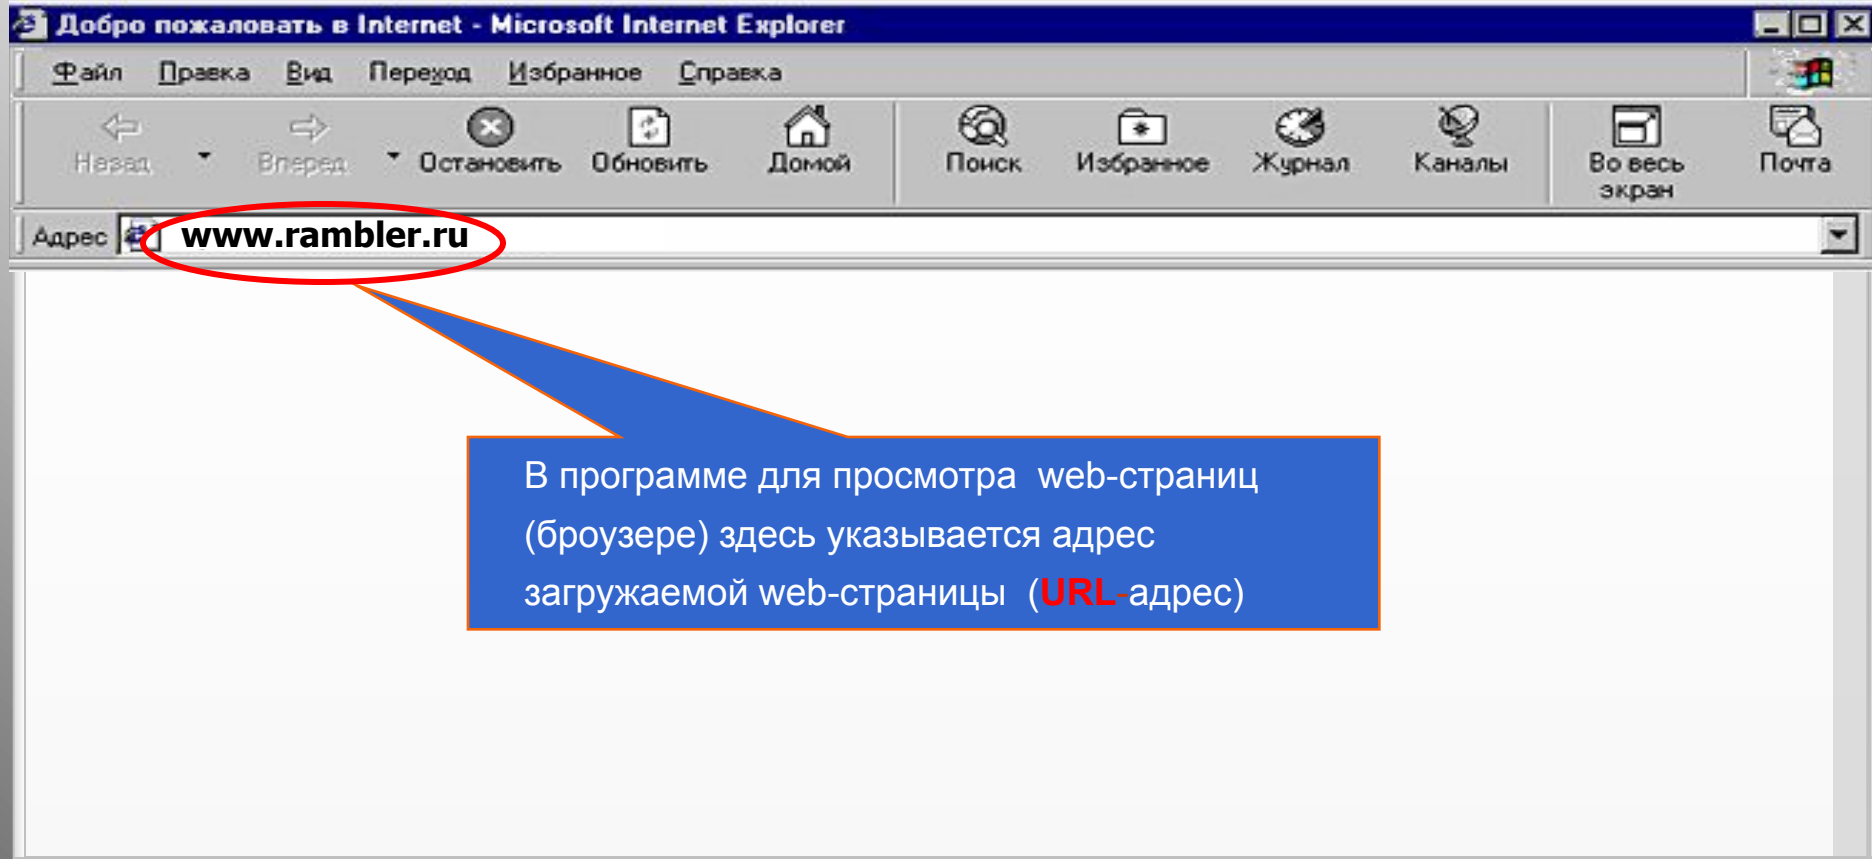 Добро пожаловать в Internet - Microsoft Internet Explorer
Файл Правка Вид Переход Избранное Справка
Назад Вперед Остановить Обновить Домой Поиск Избранное Журнал Каналы Во весь экран Почта
Адрес www.rambler.ru
В программе для просмотра web-страниц
(броузере) здесь указывается адрес
загружаемой web-страницы (URL-адрес)